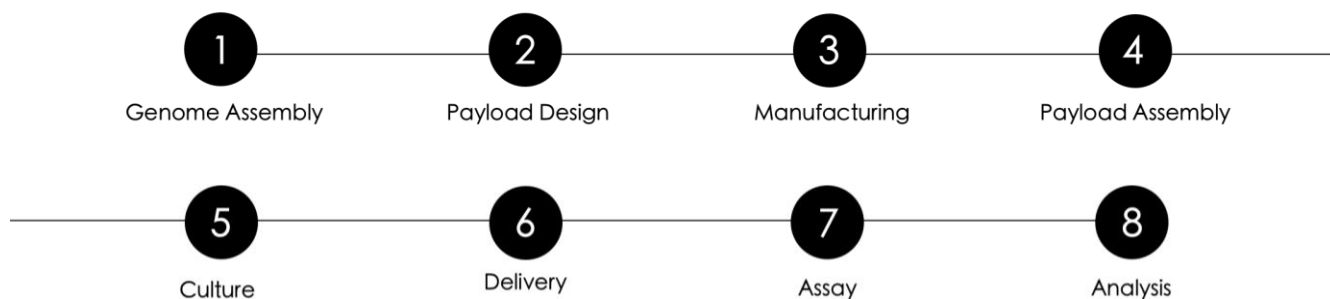 1 2 3 4
Genome Assembly Payload Design Manufacturing Payload Assembly
5 6 7 8
Culture Delivery Assay Analysis